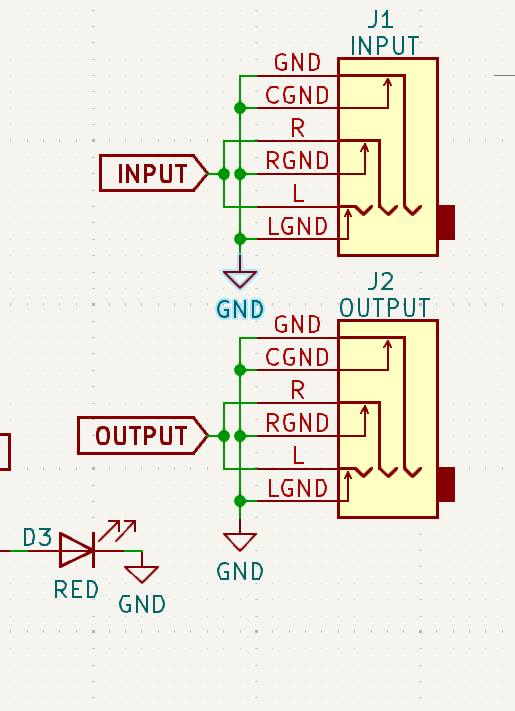 J1
INPUT
GND
CGND
R
RGND
L
LGND
INPUT
GND
J2
OUTPUT
GND
CGND
R
RGND
L
LGND
OUTPUT
GND
D3
RED
GND